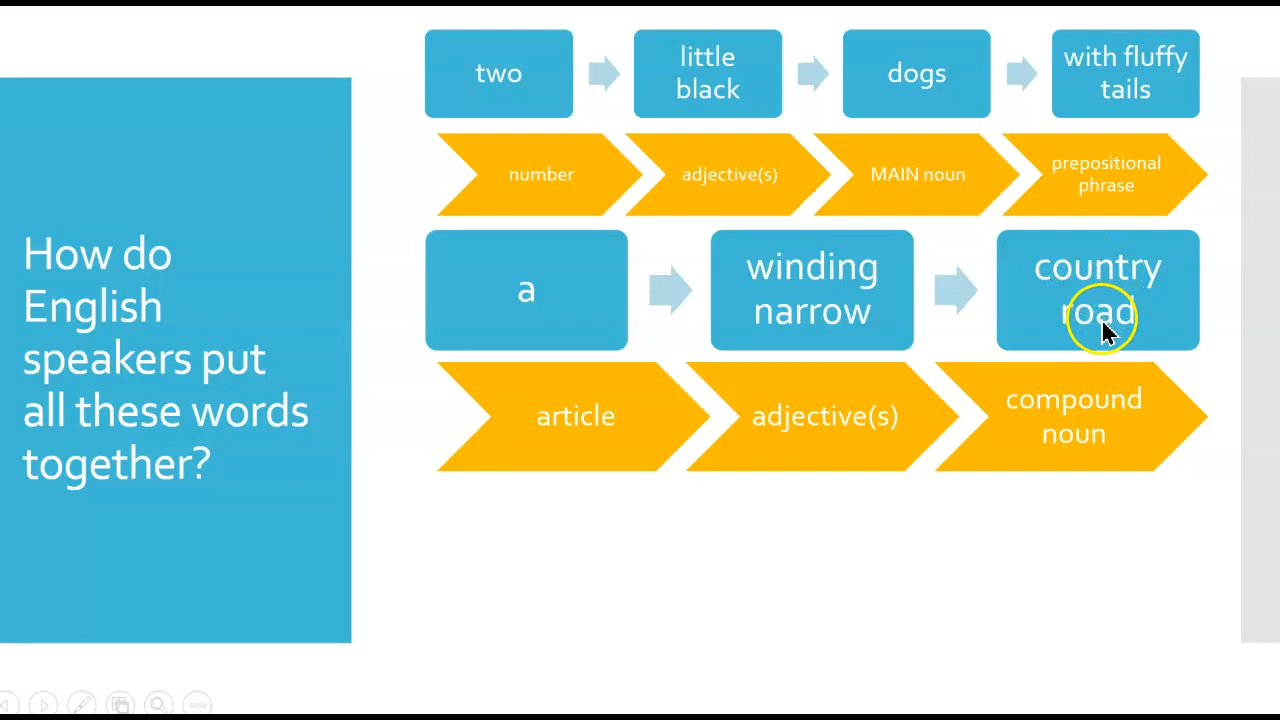 How do
English
speakers put
all these words
together?
two
little
black
dogs
with fluffy
tails
number
adjective(s)
MAIN noun
prepositional
phrase
a
winding
narrow
country
road
article
adjective(s)
compound
noun